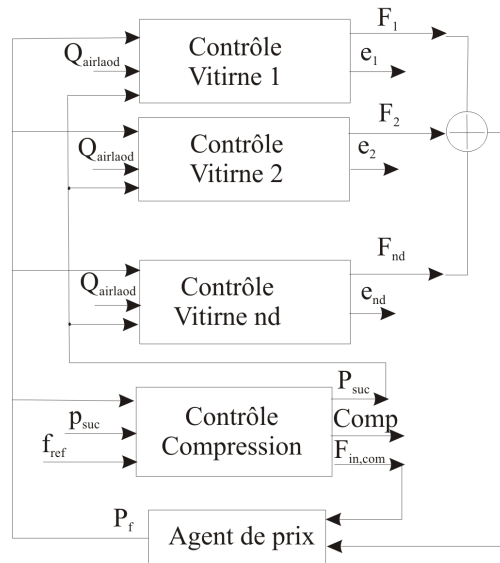 F1
Contrôle
Qairlaod
e1
Vitirne 1
F2
Contrôle
e2
Qairlaod
Vitirne 2
Fnd
Qairlaod
Contrôle
end
Vitirne nd
Psuc
psuc
Contrôle
Comp
fref
Compression
Fin,com
Pf
Agent de prix